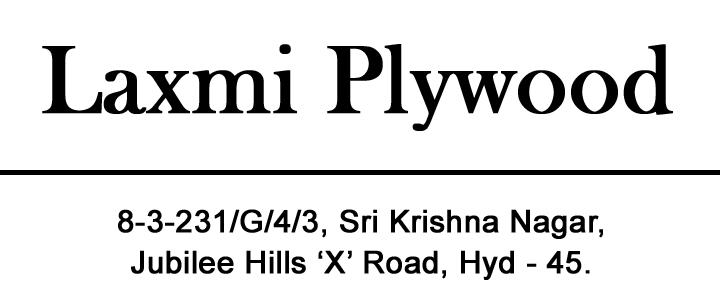 Laxmi Plywood
8-3-231/G/4/3, Sri Krishna Nagar,
Jubilee Hills ‘X’ Road, Hyd - 45.